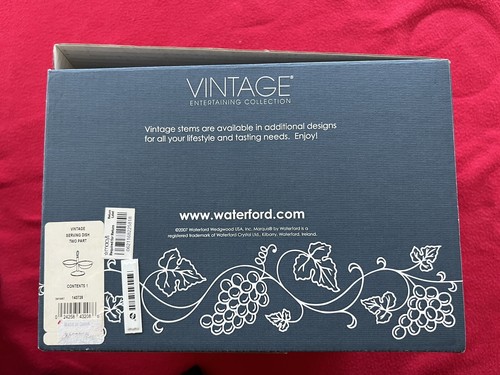 VINTAGE®
ENTERTAINING COLLECTION
Vintage stems are available in additional designs
for all your lifestyle and tasting needs. Enjoy!
www.waterford.com
©2007 Waterford Wedgwood USA, Inc. Marquis® by Waterford is a
registered trademark of Waterford Crystal Ltd., Kilbarry, Waterford, Ireland.
VINTAGE
SERVING DISH
TWO PART
CONTENTS 1
140738